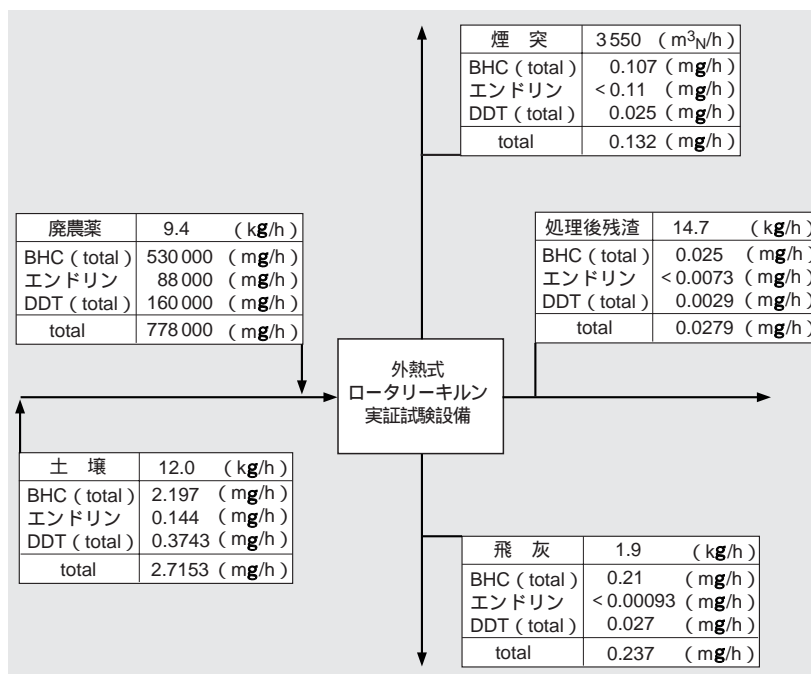 煙 突 3 550 (m³N/h)
BHC(total) 0.107 (mg/h)
エンドリン <0.11 (mg/h)
DDT(total) 0.025 (mg/h)
total 0.132 (mg/h)
廃農薬 9.4 (kg/h)
BHC(total) 530 000 (mg/h)
エンドリン 88 000 (mg/h)
DDT(total) 160 000 (mg/h)
total 778 000 (mg/h)
処理後残渣 14.7 (kg/h)
BHC(total) 0.025 (mg/h)
エンドリン <0.0073 (mg/h)
DDT(total) 0.0029 (mg/h)
total 0.0279 (mg/h)
外熱式
ロータリーキルン
実証試験設備
土 壌 12.0 (kg/h)
BHC(total) 2.197 (mg/h)
エンドリン 0.144 (mg/h)
DDT(total) 0.3743 (mg/h)
total 2.7153 (mg/h)
飛 灰 1.9 (kg/h)
BHC(total) 0.21 (mg/h)
エンドリン <0.00093 (mg/h)
DDT(total) 0.027 (mg/h)
total 0.237 (mg/h)